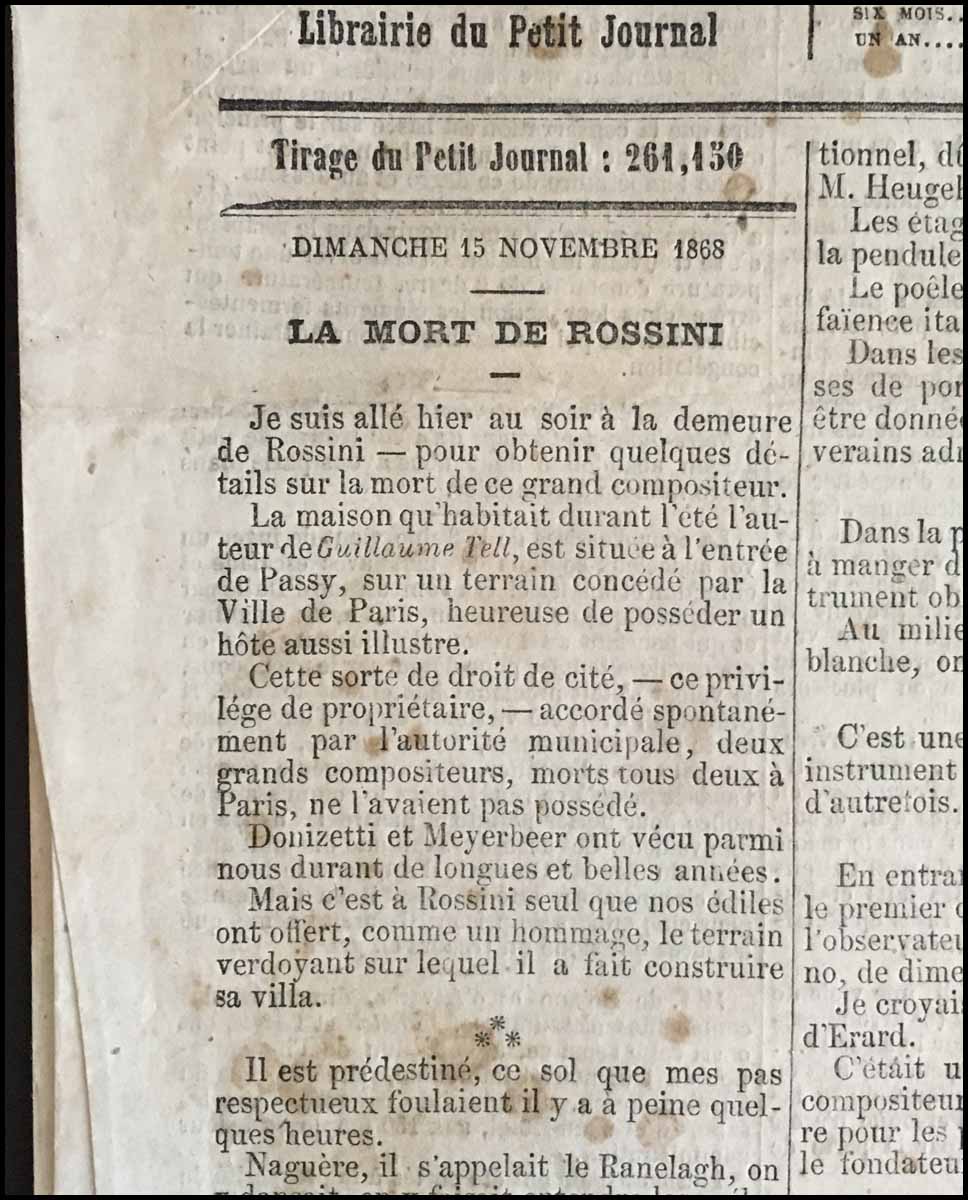 Librairie du Petit Journal
SIX MOIS..
UN AN....
Tirage du Petit Journal : 261,150
DIMANCHE 15 NOVEMBRE 1868
LA MORT DE ROSSINI
Je suis allé hier au soir à la demeure
de Rossini — pour obtenir quelques dé-
tails sur la mort de ce grand compositeur.
La maison qu'habitait durant l'été l'au-
teur de Guillaume Tell, est située à l'entrée
de Passy, sur un terrain concédé par la
Ville de Paris, heureuse de posséder un
hôte aussi illustre.
Cette sorte de droit de cité, — ce privi-
lége de propriétaire, — accordé spontané-
ment par l'autorité municipale, deux
grands compositeurs, morts tous deux à
Paris, ne l'avaient pas possédé.
Donizetti et Meyerbeer ont vécu parmi
nous durant de longues et belles années.
Mais c'est à Rossini seul que nos édiles
ont offert, comme un hommage, le terrain
verdoyant sur lequel il a fait construire
sa villa.
***
Il est prédestiné, ce sol que mes pas
respectueux foulaient il y a à peine quel-
ques heures.
Naguère, il s'appelait le Ranelagh, on
tionnel, d
M. Heugel
Les étag
la pendule
Le poêle
faïence ita
Dans les
ses de por
être donnée
verains adm
Dans la p
à manger d
trument ob
Au milie
blanche, on
C'est une
instrument
d'autrefois.
En entran
le premier
l'observateu
no, de dime
Je croyais
d'Erard.
C'était u
compositeur
re pour les
le fondateu